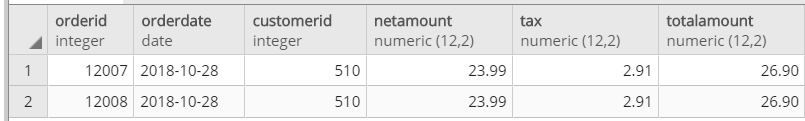 orderid orderdate customerid netamount tax totalamount
integer date integer numeric (12,2) numeric (12,2) numeric (12,2)
1 12007 2018-10-28 510 23.99 2.91 26.90
2 12008 2018-10-28 510 23.99 2.91 26.90